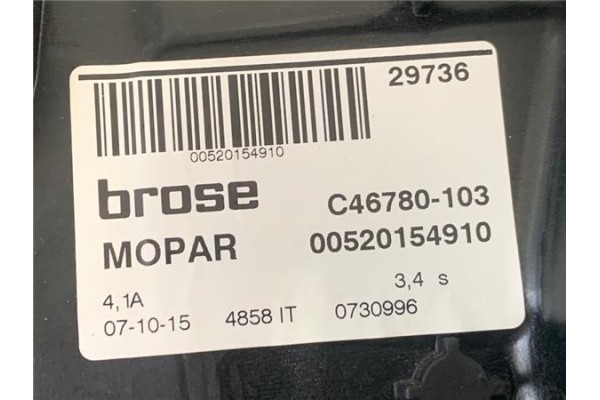 29736
00520154910
brose C46780-103
MOPAR 00520154910
4,1A 3,4 s
07-10-15 4858 IT 0730996